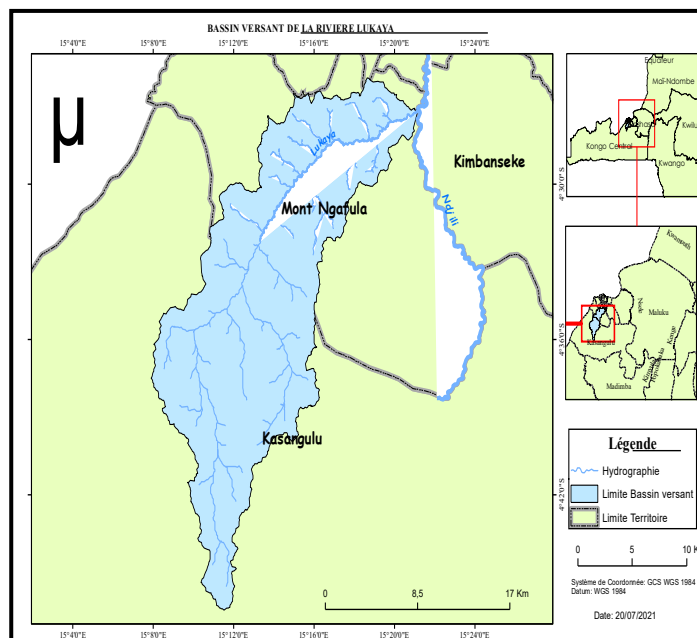 BASSIN VERSANT DE LA RIVIERE LUKAYA
15°4'0"E 15°8'0"E 15°12'0"E 15°16'0"E 15°20'0"E 15°24'0"E
µ
Lukaya
Kimbanseke
Mont Ngafula
Ndjili
Kasangulu
0 8,5 17 Km
15°4'0"E 15°8'0"E 15°12'0"E 15°16'0"E 15°20'0"E 15°24'0"E
4°30'0"S
4°36'0"S
4°42'0"S
Equateur
Maï-Ndombe
Kwilu
Kongo Central
Kwango
Kwamouth
Maluku
Kenge
Madimba
Légende
Hydrographie
Limite Bassin versant
Limite Territoire
0 5 10 K
Système de Coordonnée: GCS WGS 1984
Datum: WGS 1984
Date: 20/07/2021